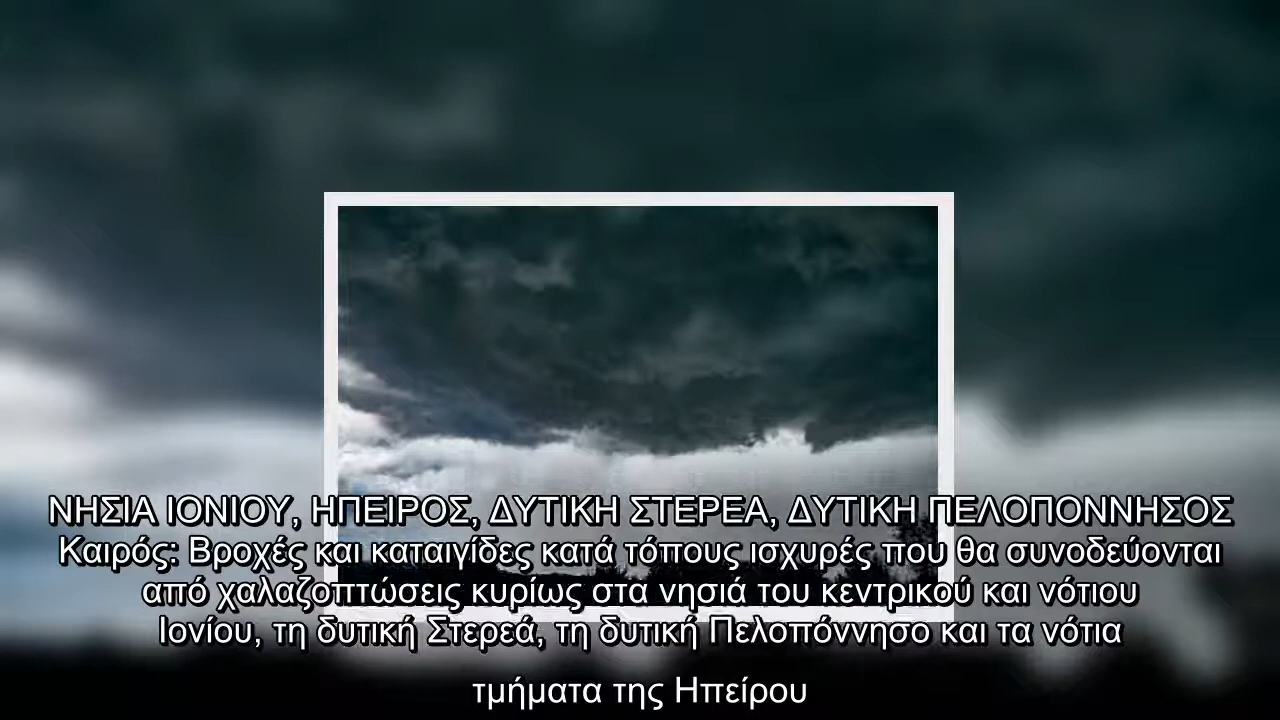 ΝΗΣΙΑ ΙΟΝΙΟΥ, ΗΠΕΙΡΟΣ, ΔΥΤΙΚΗ ΣΤΕΡΕΑ, ΔΥΤΙΚΗ ΠΕΛΟΠΟΝΝΗΣΟΣ
Καιρός: Βροχές και καταιγίδες κατά τόπους ισχυρές που θα συνοδεύονται
από χαλαζοπτώσεις κυρίως στα νησιά του κεντρικού και νότιου
Ιονίου, τη δυτική Στερεά, τη δυτική Πελοπόννησο και τα νότια
τμήματα της Ηπείρου